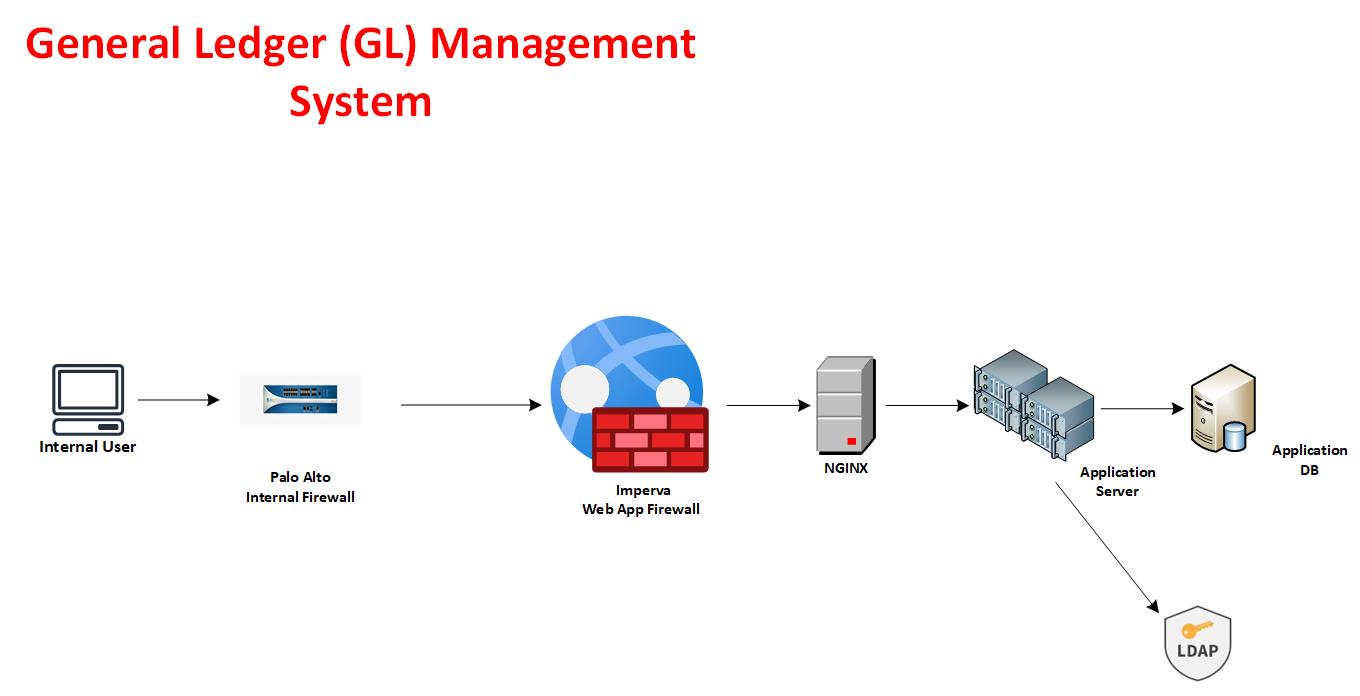 General Ledger (GL) Management
System
Internal User
Palo Alto
Internal Firewall
Imperva
Web App Firewall
NGINX
Application
Server
Application
DB
LDAP